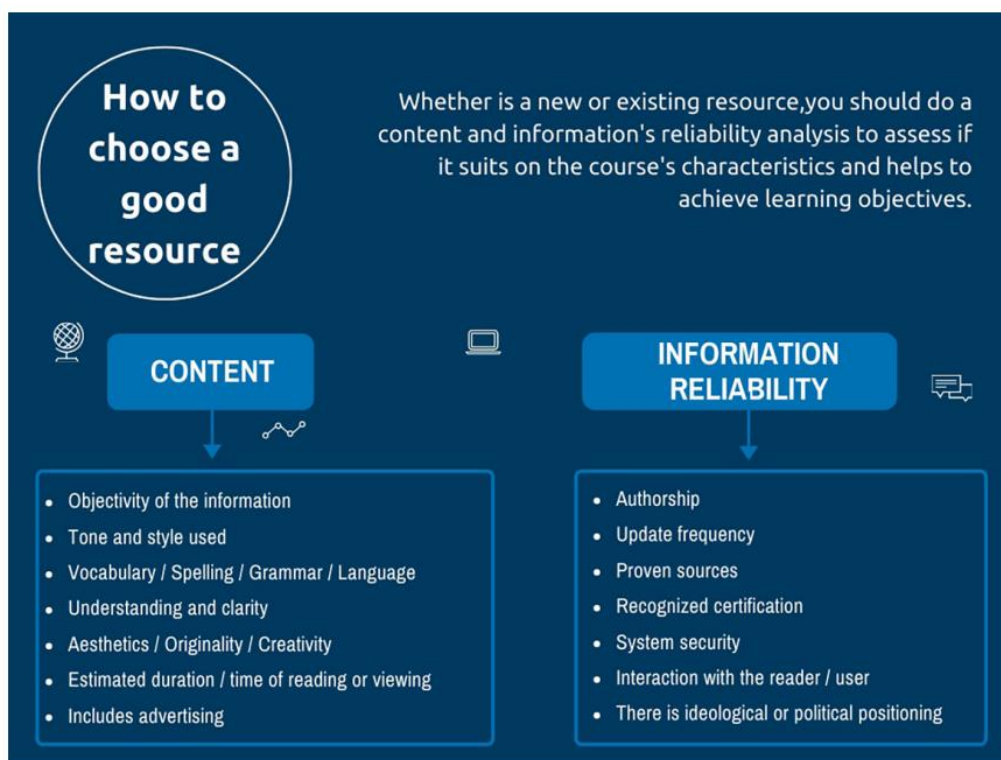 How to
choose a
good
resource
Whether is a new or existing resource,you should do a
content and information's reliability analysis to assess if
it suits on the course's characteristics and helps to
achieve learning objectives.
CONTENT
• Objectivity of the information
• Tone and style used
• Vocabulary / Spelling / Grammar / Language
• Understanding and clarity
• Aesthetics / Originality / Creativity
• Estimated duration / time of reading or viewing
• Includes advertising
INFORMATION
RELIABILITY
• Authorship
• Update frequency
• Proven sources
• Recognized certification
• System security
• Interaction with the reader / user
• There is ideological or political positioning